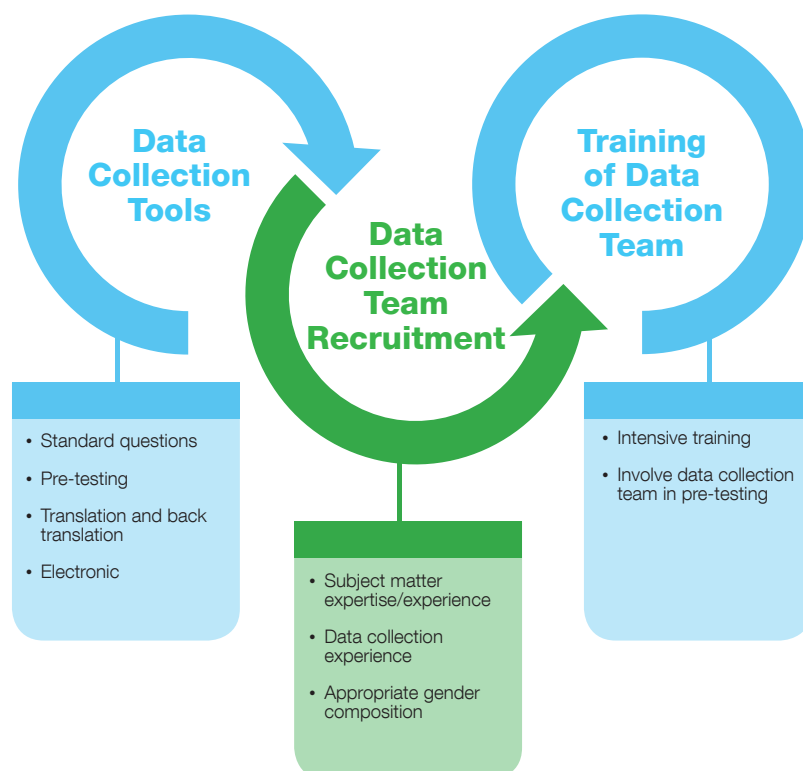 Data
Collection
Tools
Data
Collection
Team
Recruitment
Training
of Data
Collection
Team
• Standard questions
• Pre-testing
• Translation and back
translation
• Electronic
• Subject matter
expertise/experience
• Data collection
experience
• Appropriate gender
composition
• Intensive training
• Involve data collection
team in pre-testing